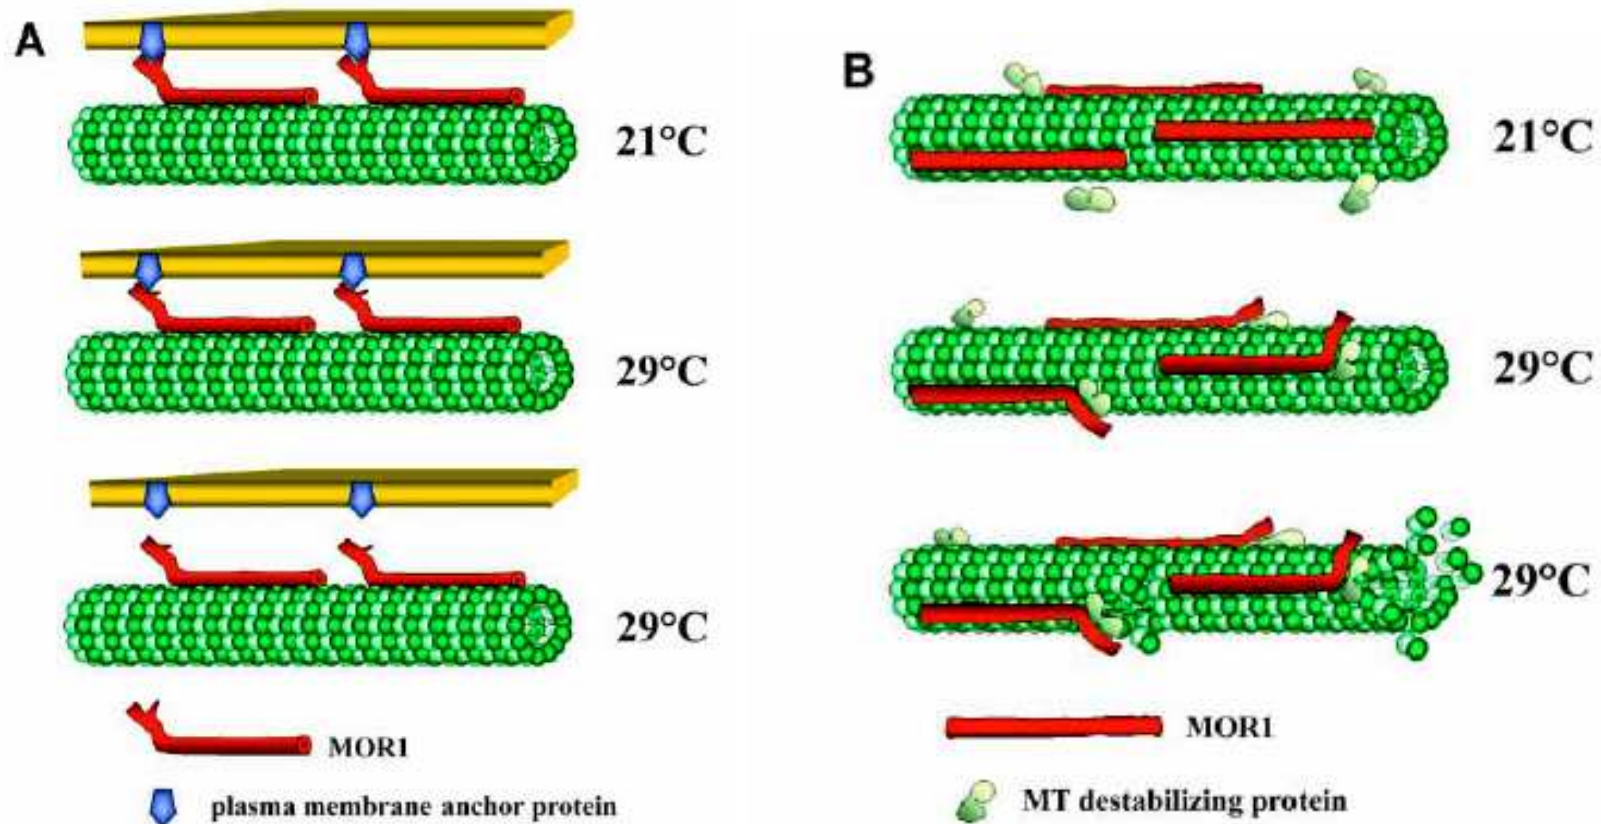 A
21°C
29°C
29°C
MOR1
plasma membrane anchor protein
B
21°C
29°C
29°C
MOR1
MT destabilizing protein